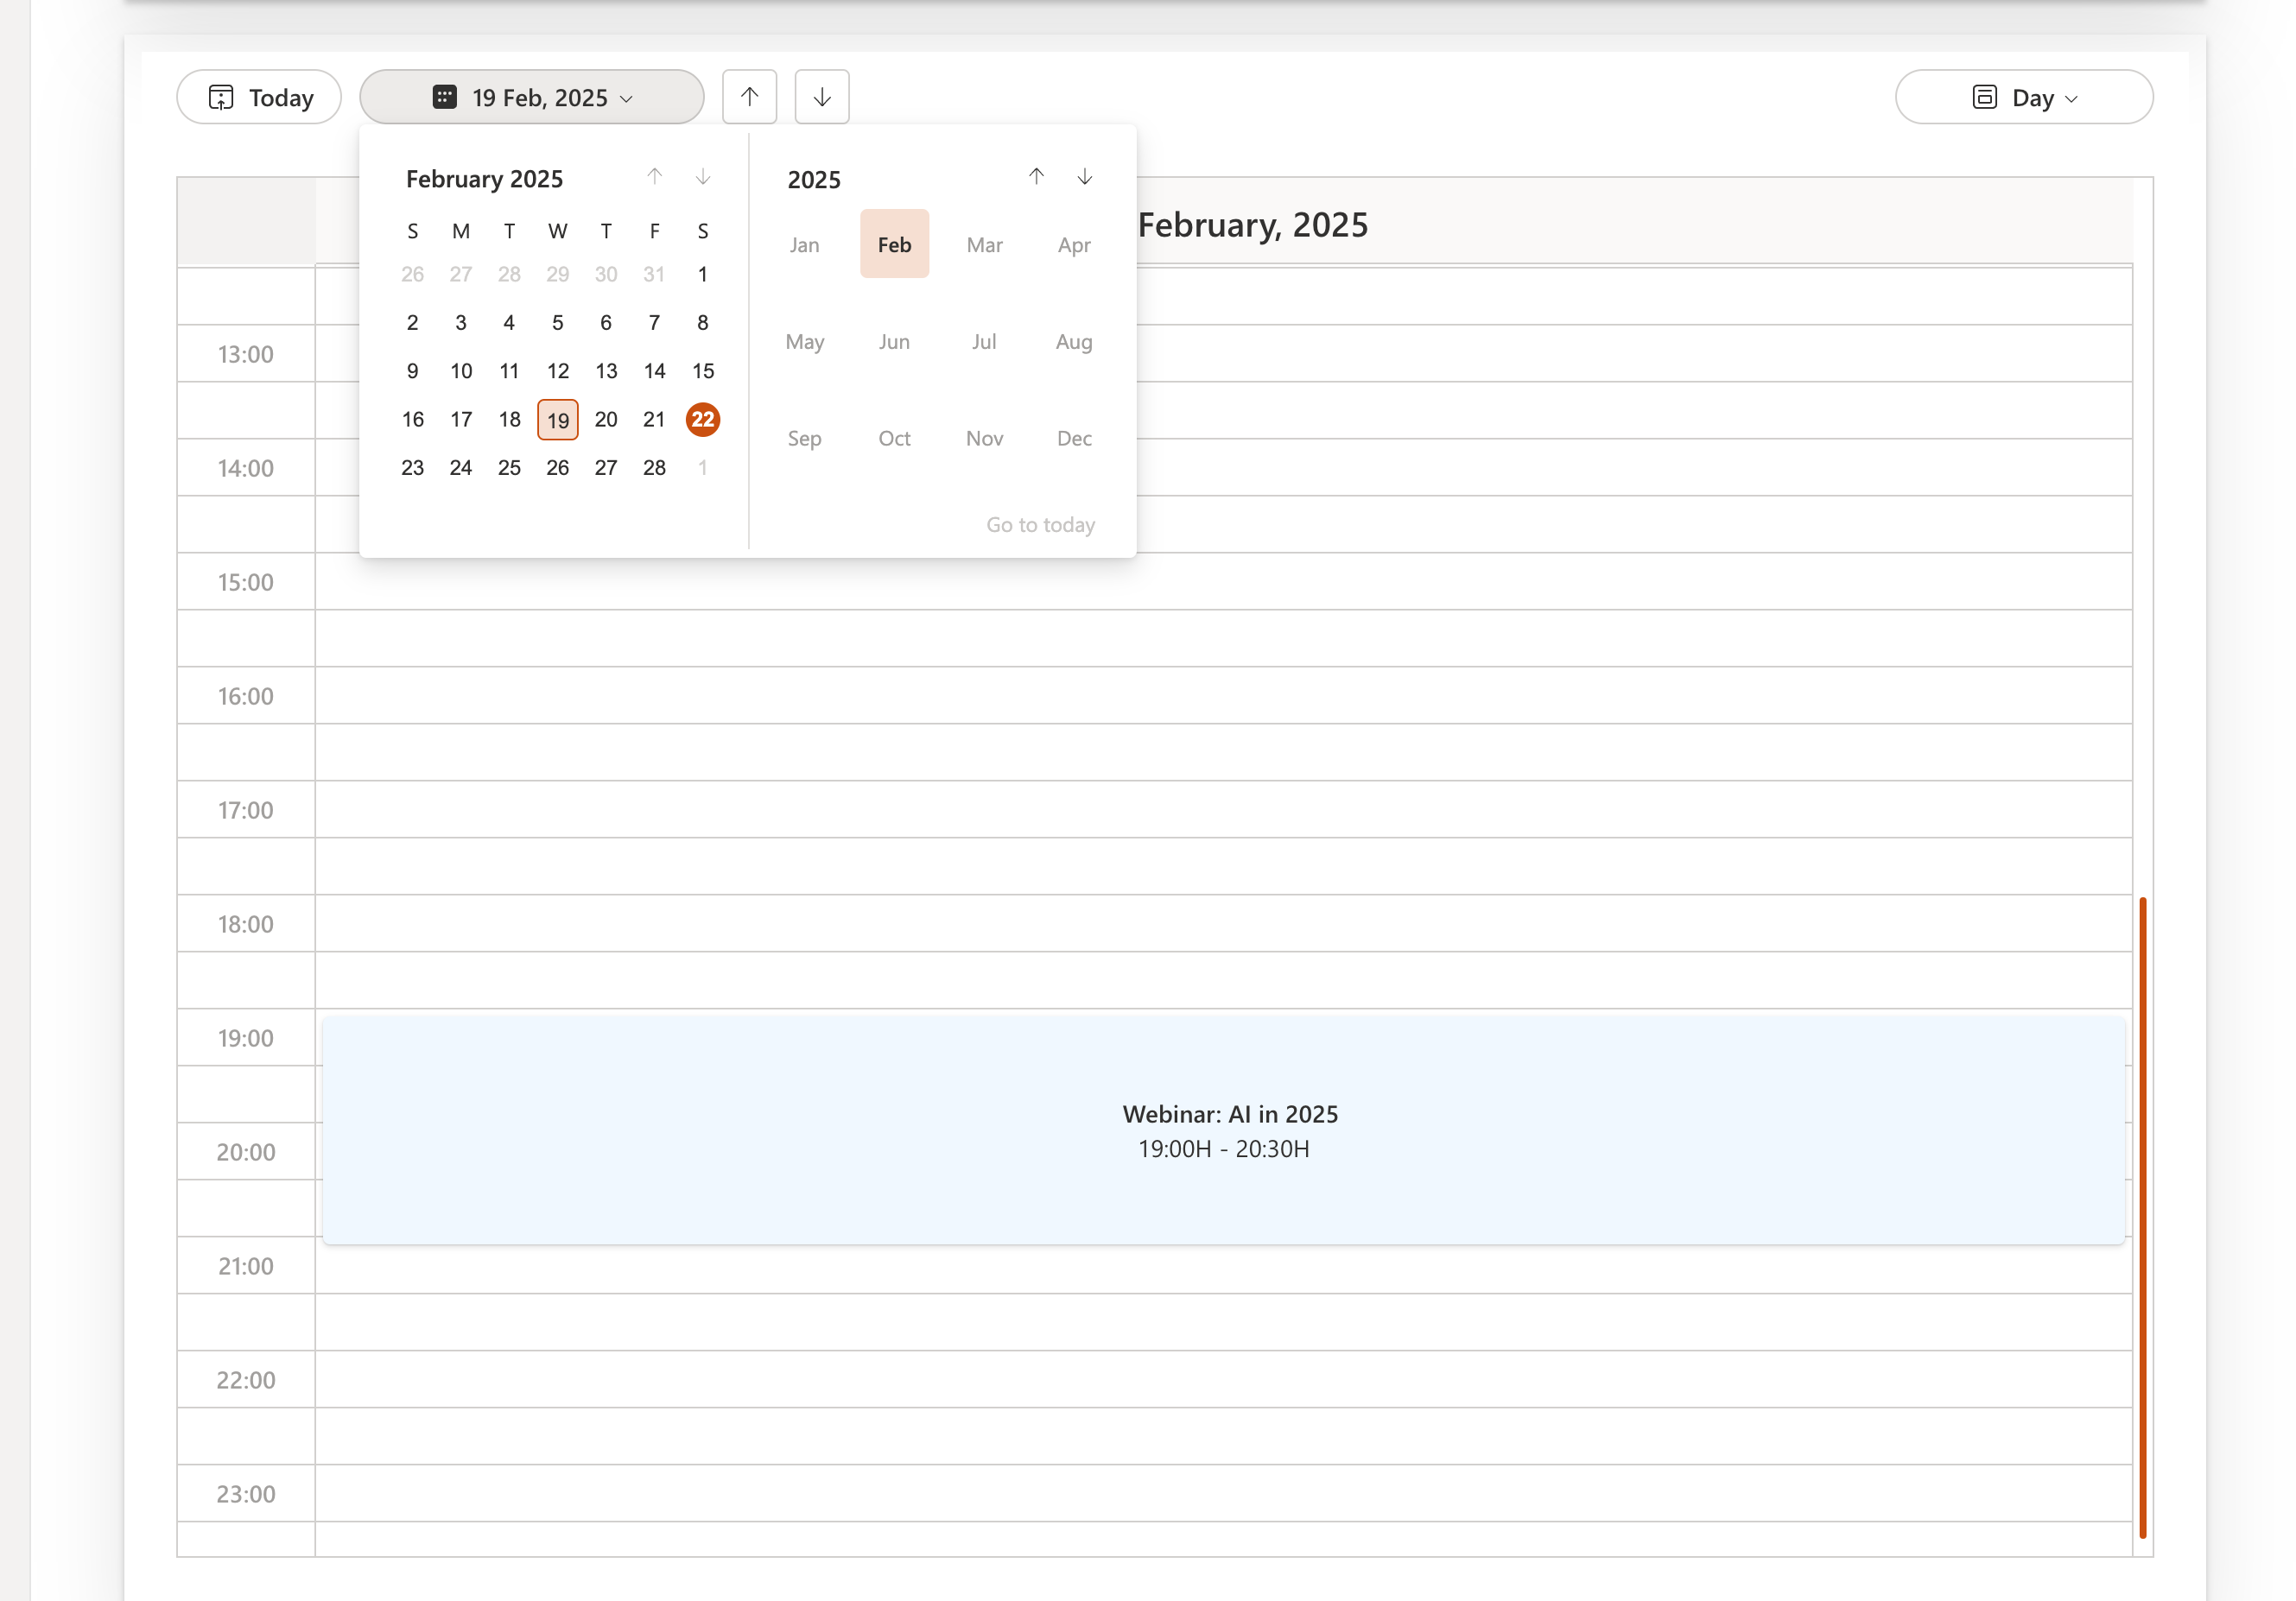 Today
19 Feb, 2025
Day
February 2025
S M T W T F S
26 27 28 29 30 31 1
2 3 4 5 6 7 8
9 10 11 12 13 14 15
16 17 18 19 20 21 22
23 24 25 26 27 28 1
2025
Jan Feb Mar Apr
May Jun Jul Aug
Sep Oct Nov Dec
Go to today
February, 2025
13:00
14:00
15:00
16:00
17:00
18:00
19:00
Webinar: AI in 2025
19:00H - 20:30H
20:00
21:00
22:00
23:00